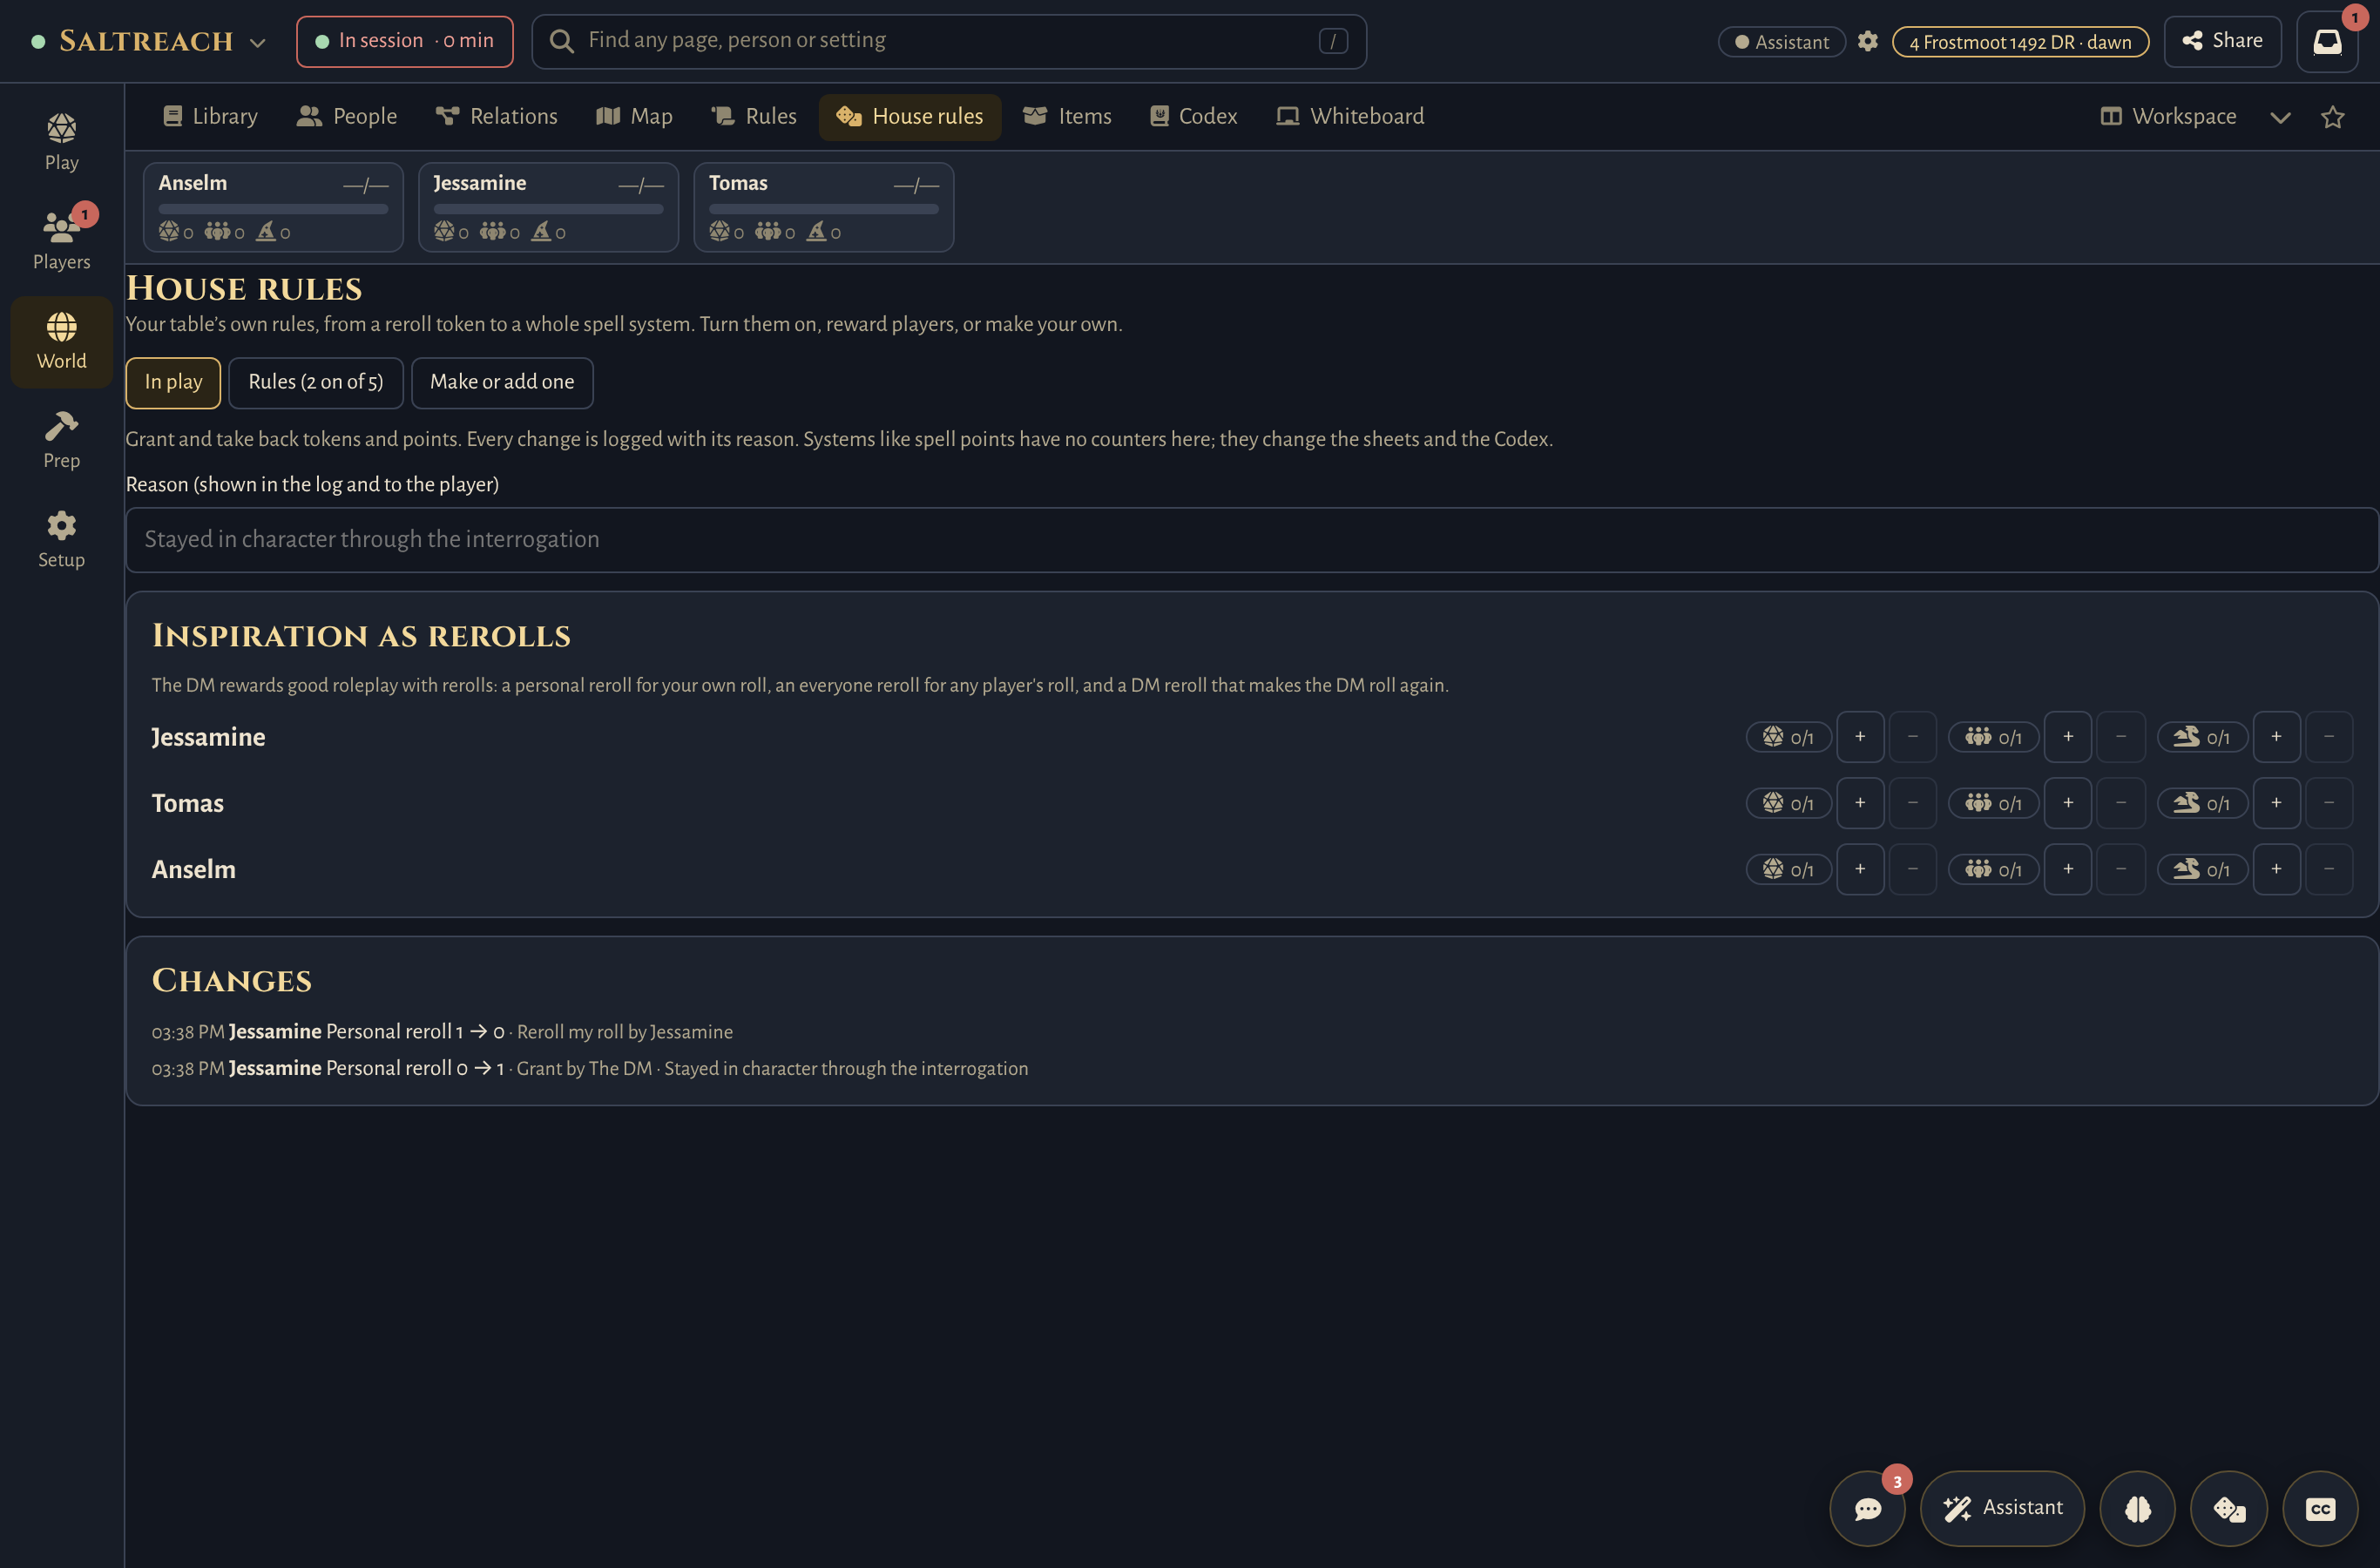 SALTREACH
In session · 0 min
Find any page, person or setting
/
Assistant
4 Frostmoot 1492 DR · dawn
Share
1
Play
1
Players
World
Prep
Setup
Library
People
Relations
Map
Rules
House rules
Items
Codex
Whiteboard
Workspace
Anselm —/—
0 0 0
Jessamine —/—
0 0 0
Tomas —/—
0 0 0
HOUSE RULES
Your table’s own rules, from a reroll token to a whole spell system. Turn them on, reward players, or make your own.
In play
Rules (2 on of 5)
Make or add one
Grant and take back tokens and points. Every change is logged with its reason. Systems like spell points have no counters here; they change the sheets and the Codex.
Reason (shown in the log and to the player)
Stayed in character through the interrogation
INSPIRATION AS REROLLS
The DM rewards good roleplay with rerolls: a personal reroll for your own roll, an everyone reroll for any player's roll, and a DM reroll that makes the DM roll again.
Jessamine 0/1 + − 0/1 + − 0/1 + −
Tomas 0/1 + − 0/1 + − 0/1 + −
Anselm 0/1 + − 0/1 + − 0/1 + −
CHANGES
03:38 PM Jessamine Personal reroll 1 → 0 · Reroll my roll by Jessamine
03:38 PM Jessamine Personal reroll 0 → 1 · Grant by The DM · Stayed in character through the interrogation
3
Assistant
CC